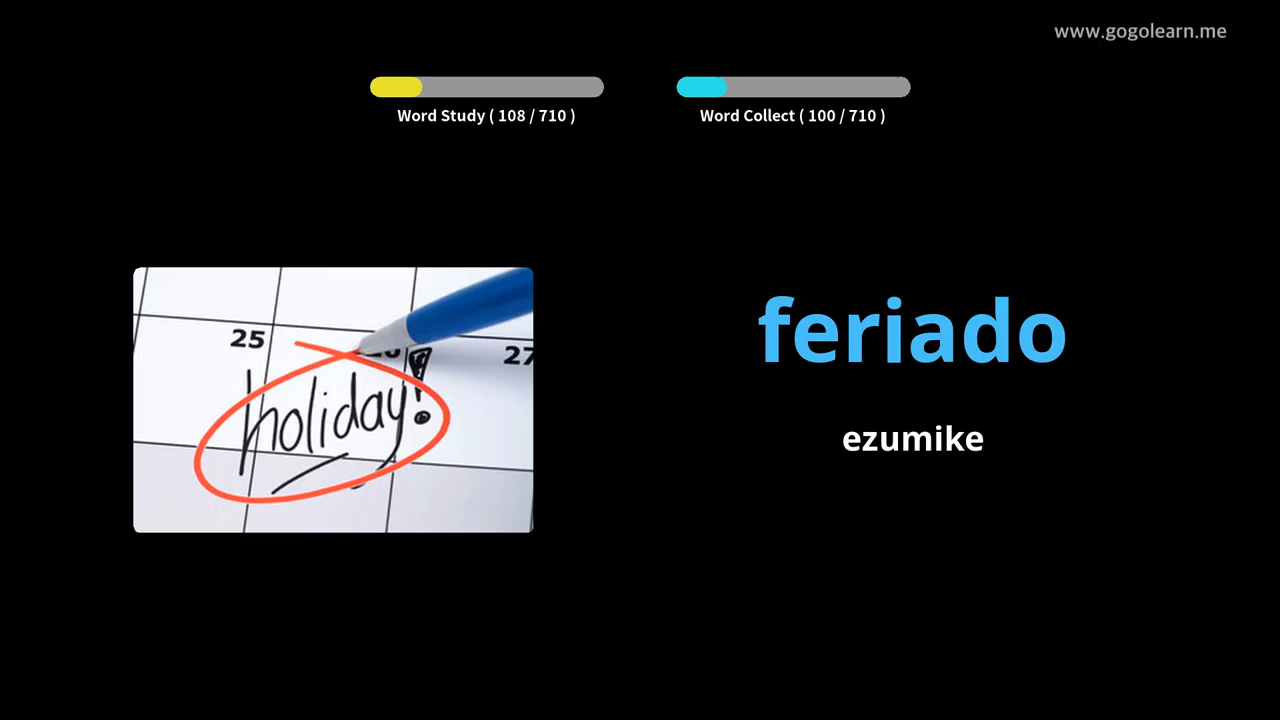 www.gogolearn.me
Word Study ( 108 / 710 )
Word Collect ( 100 / 710 )
25
27
holiday!
feriado
ezumike